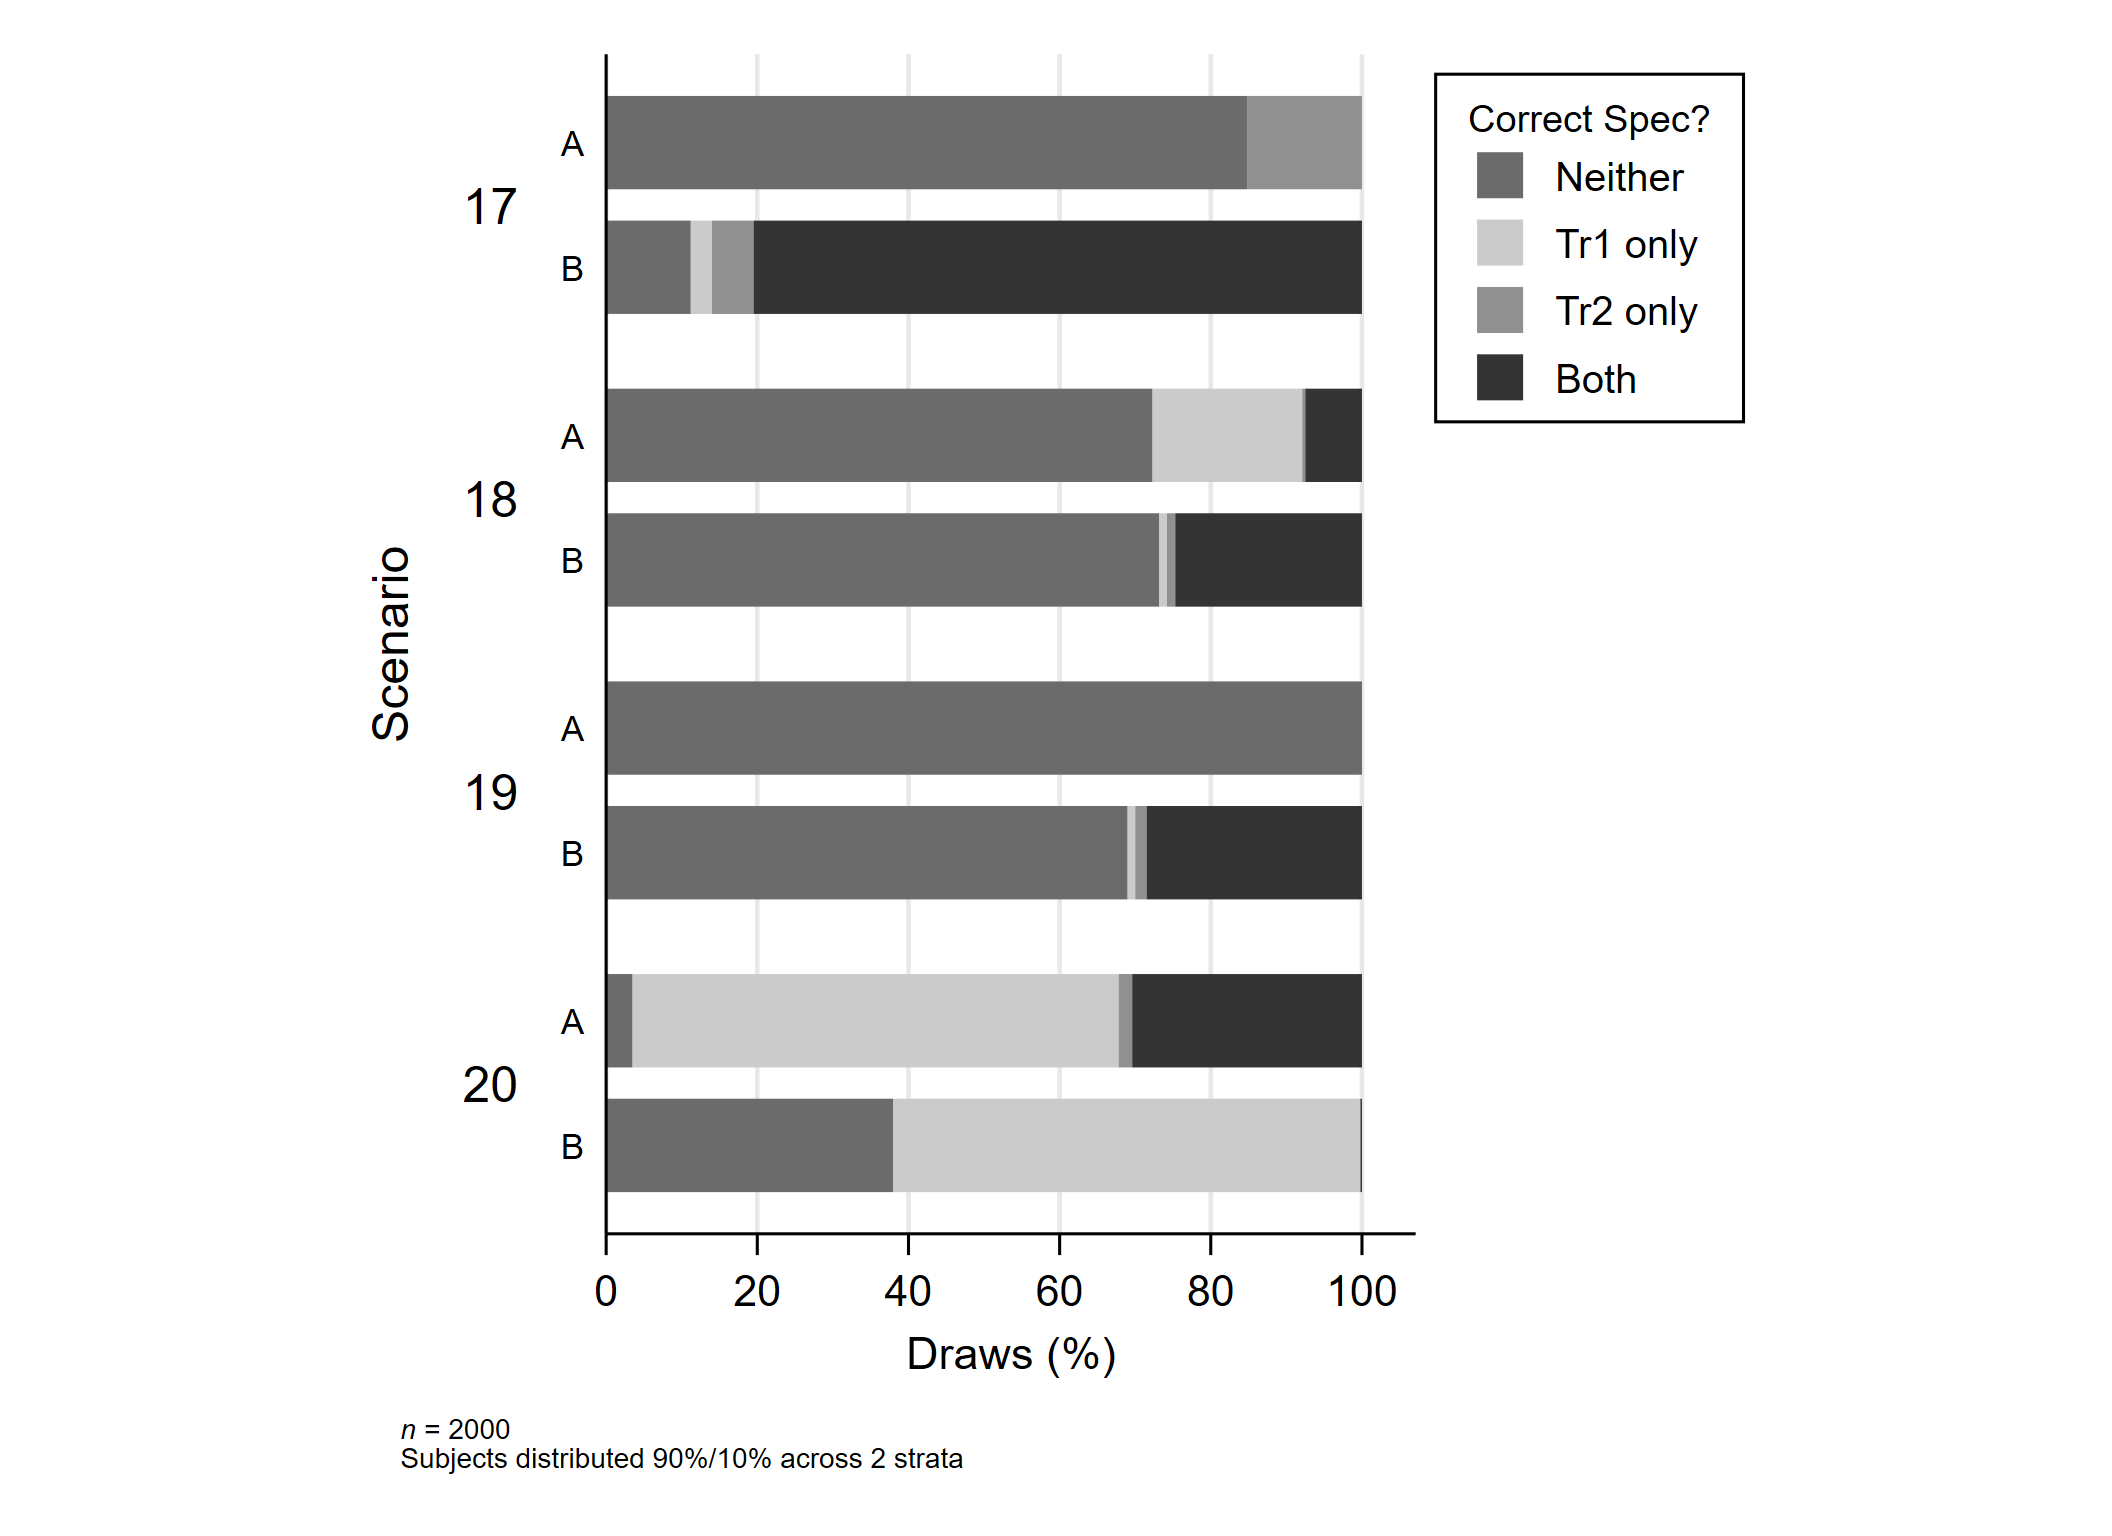 Correct Spec?
Neither
Tr1 only
Tr2 only
Both
Scenario
17
A
B
18
A
B
19
A
B
20
A
B
0 20 40 60 80 100
Draws (%)
n = 2000
Subjects distributed 90%/10% across 2 strata